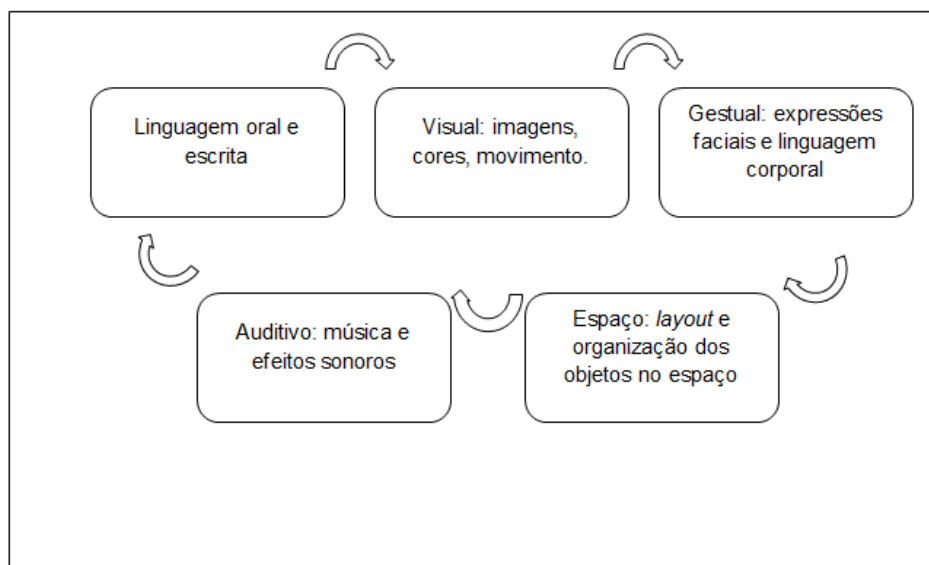 Linguagem oral e
escrita
Visual: imagens,
cores, movimento.
Gestual: expressões
faciais e linguagem
corporal
Auditivo: música e
efeitos sonoros
Espaço: layout e
organização dos
objetos no espaço